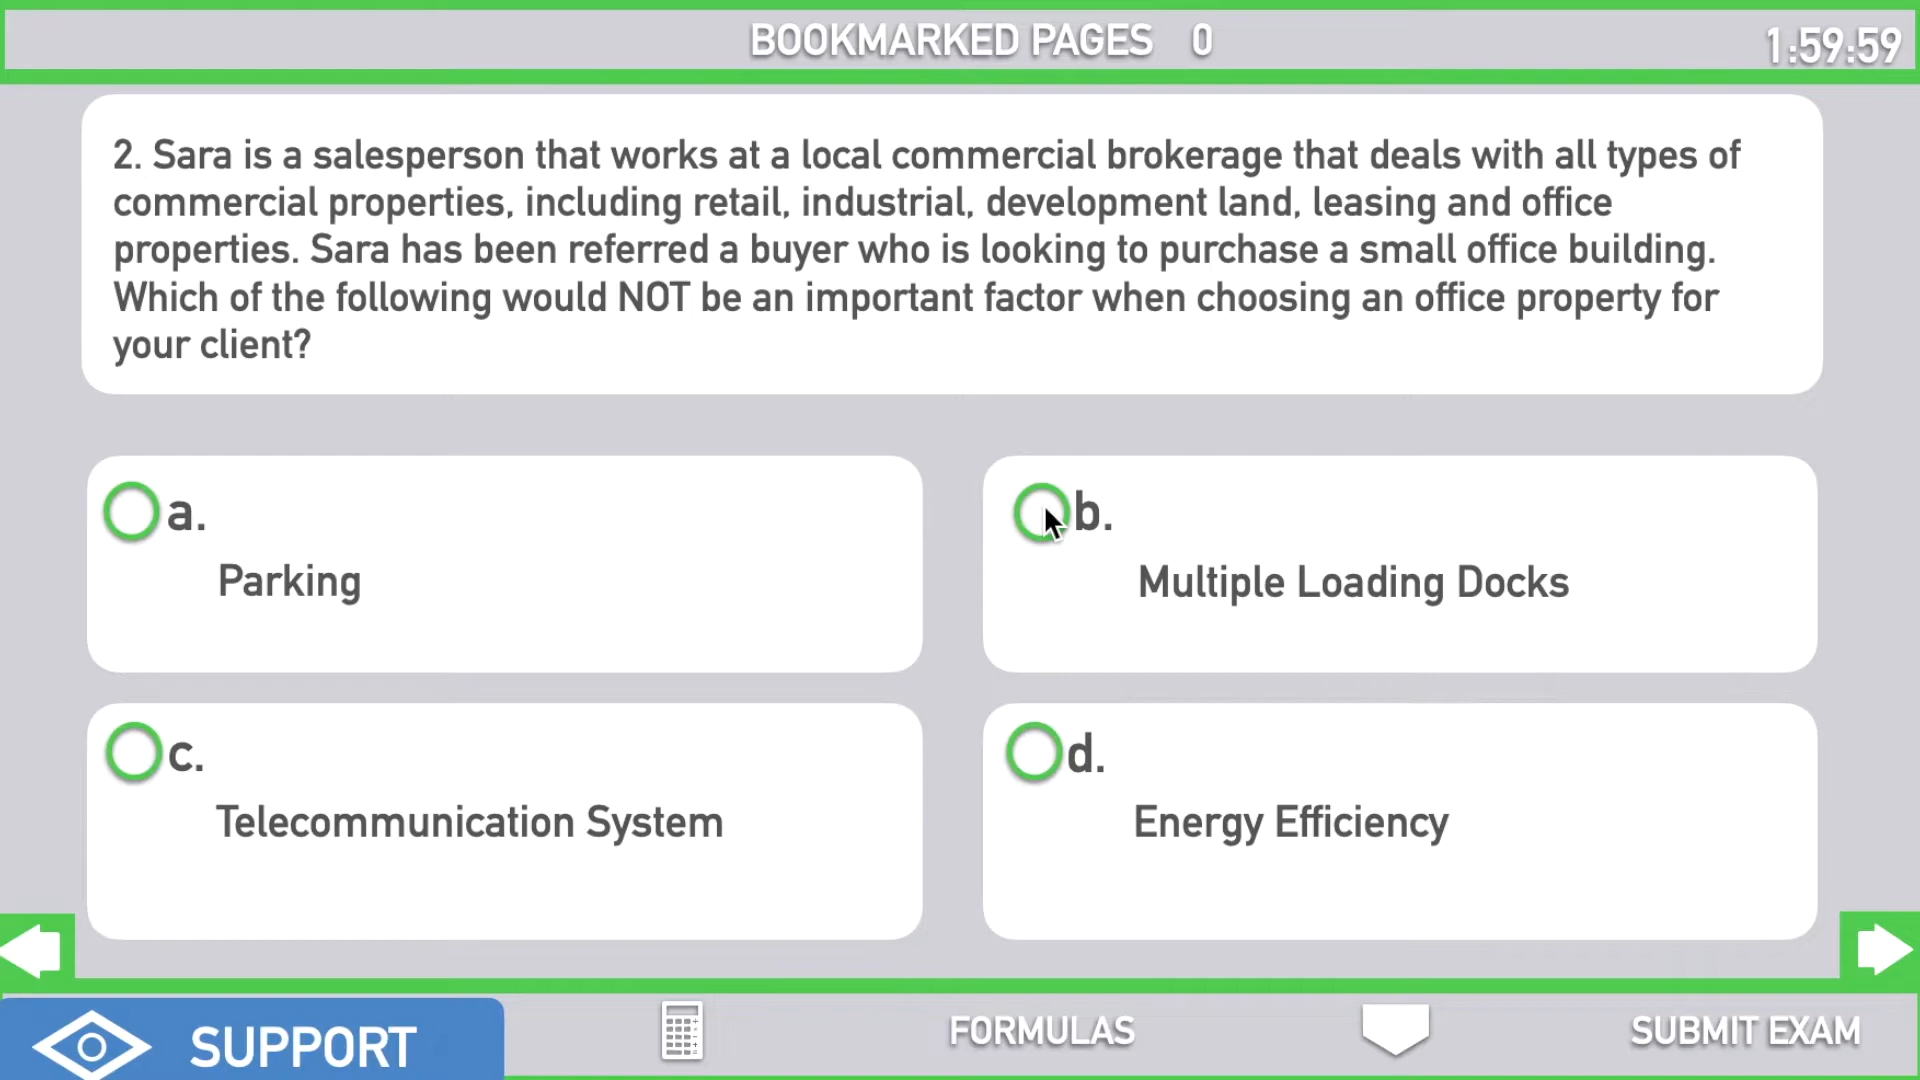 BOOKMARKED PAGES 0
1:59:59
2. Sara is a salesperson that works at a local commercial brokerage that deals with all types of
commercial properties, including retail, industrial, development land, leasing and office
properties. Sara has been referred a buyer who is looking to purchase a small office building.
Which of the following would NOT be an important factor when choosing an office property for
your client?
a.
Parking
b.
Multiple Loading Docks
c.
Telecommunication System
d.
Energy Efficiency
SUPPORT
FORMULAS
SUBMIT EXAM